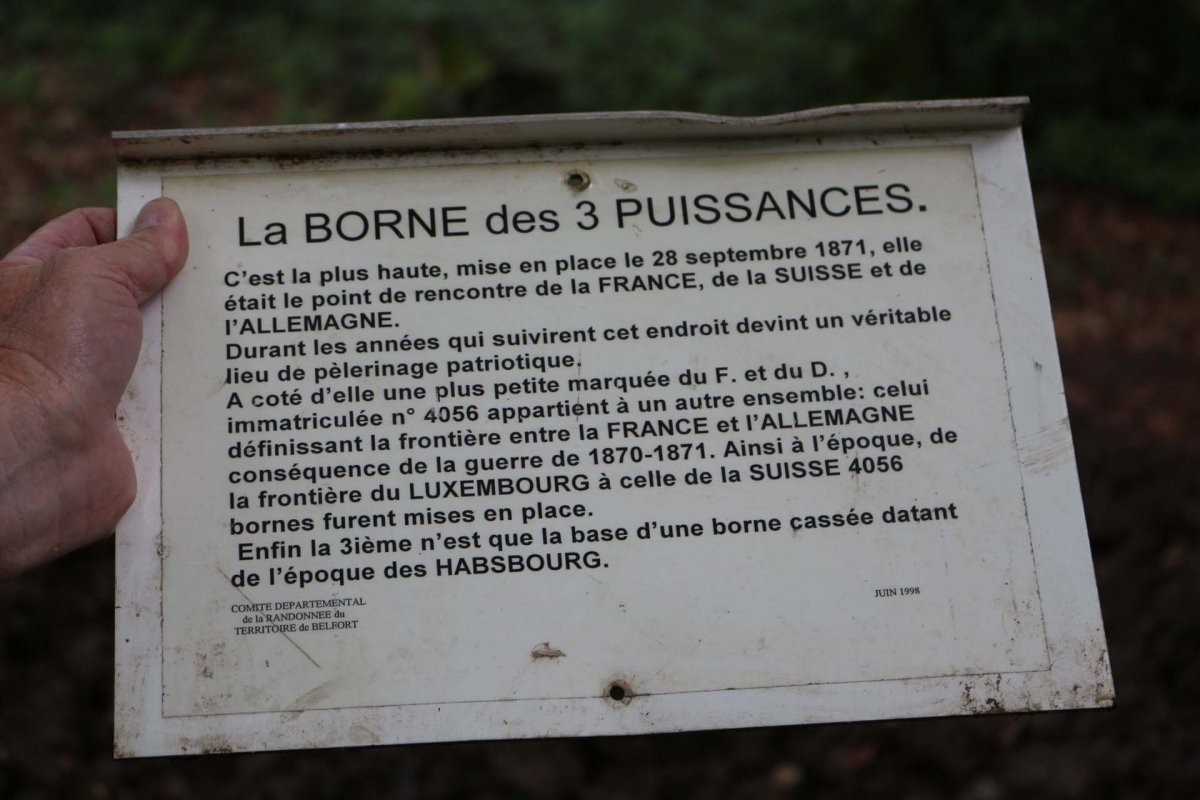 La BORNE des 3 PUISSANCES.
C'est la plus haute, mise en place le 28 septembre 1871, elle
était le point de rencontre de la FRANCE, de la SUISSE et de
l'ALLEMAGNE.
Durant les années qui suivirent cet endroit devint un véritable
lieu de pèlerinage patriotique.
A coté d'elle une plus petite marquée du F. et du D. ,
immatriculée n° 4056 appartient à un autre ensemble: celui
définissant la frontière entre la FRANCE et l'ALLEMAGNE
conséquence de la guerre de 1870-1871. Ainsi à l'époque, de
la frontière du LUXEMBOURG à celle de la SUISSE 4056
bornes furent mises en place.
Enfin la 3ième n'est que la base d'une borne cassée datant
de l'époque des HABSBOURG.
COMITE DEPARTEMENTAL
de la RANDONNEE du
TERRITOIRE de BELFORT
JUIN 1998